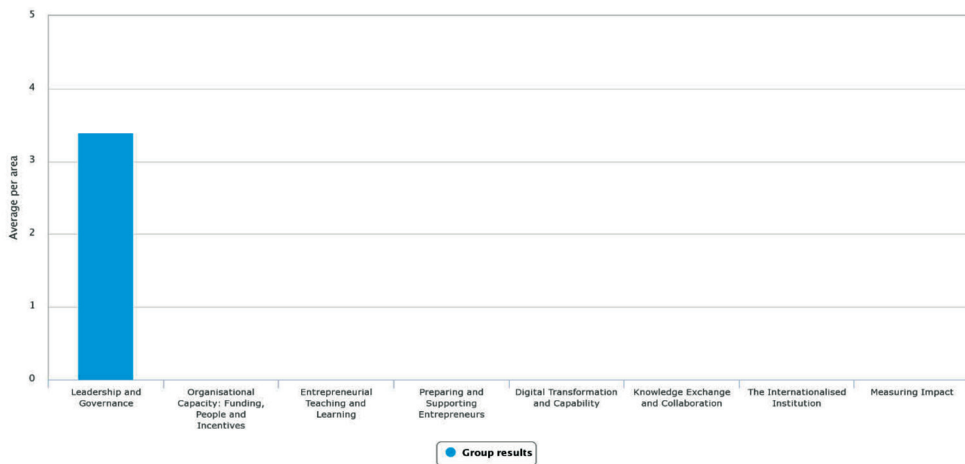 5
4
3
2
1
0
Average per area
Leadership and
Governance
Organisational
Capacity: Funding,
People and
Incentives
Entrepreneurial
Teaching and
Learning
Preparing and
Supporting
Entrepreneurs
Digital Transformation
and Capability
Knowledge Exchange
and Collaboration
The Internationalised
Institution
Measuring Impact
Group results